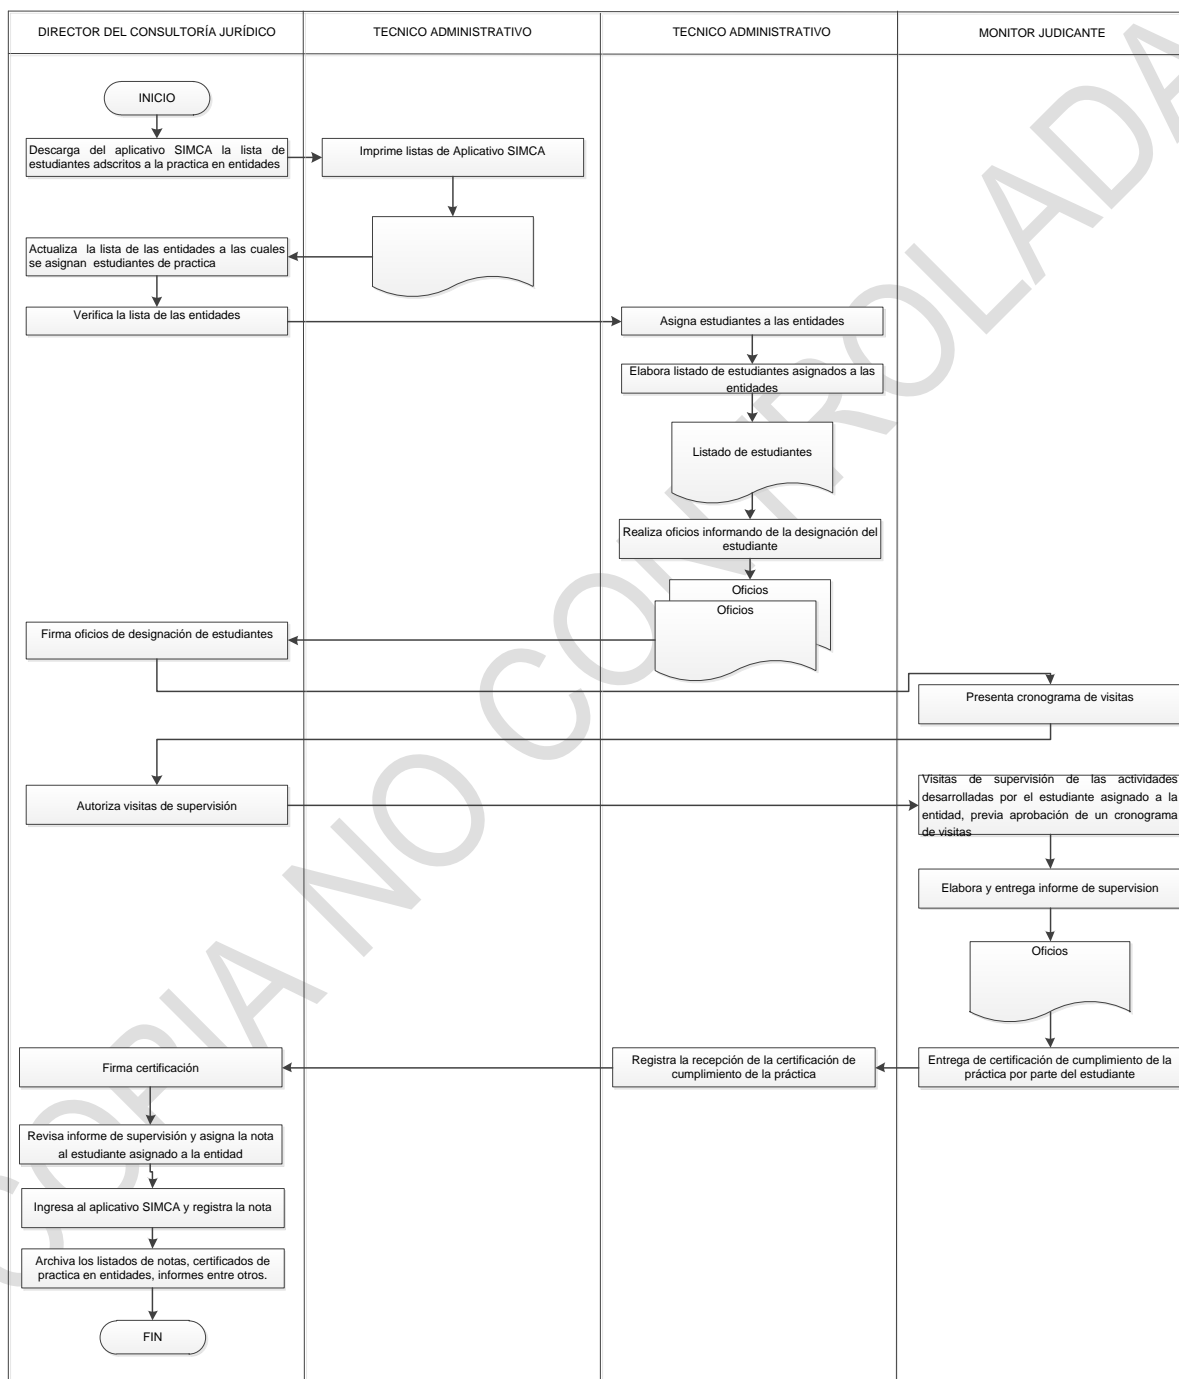 DIRECTOR DEL CONSULTORÍA JURÍDICO
TECNICO ADMINISTRATIVO
TECNICO ADMINISTRATIVO
MONITOR JUDICANTE
INICIO
Descarga del aplicativo SIMCA la lista de
estudiantes adscritos a la practica en entidades
Imprime listas de Aplicativo SIMCA
Actualiza la lista de las entidades a las cuales
se asignan estudiantes de practica
Verifica la lista de las entidades
Asigna estudiantes a las entidades
Elabora listado de estudiantes asignados a las
entidades
Listado de estudiantes
Realiza oficios informando de la designación del
estudiante
Oficios
Oficios
Firma oficios de designación de estudiantes
Presenta cronograma de visitas
Autoriza visitas de supervisión
Visitas de supervisión de las actividades
desarrolladas por el estudiante asignado a la
entidad, previa aprobación de un cronograma
de visitas
Elabora y entrega informe de supervision
Oficios
Entrega de certificación de cumplimiento de la
práctica por parte del estudiante
Registra la recepción de la certificación de
cumplimiento de la práctica
Firma certificación
Revisa informe de supervisión y asigna la nota
al estudiante asignado a la entidad
Ingresa al aplicativo SIMCA y registra la nota
Archiva los listados de notas, certificados de
practica en entidades, informes entre otros.
FIN
COPIA NO CONTROLADA